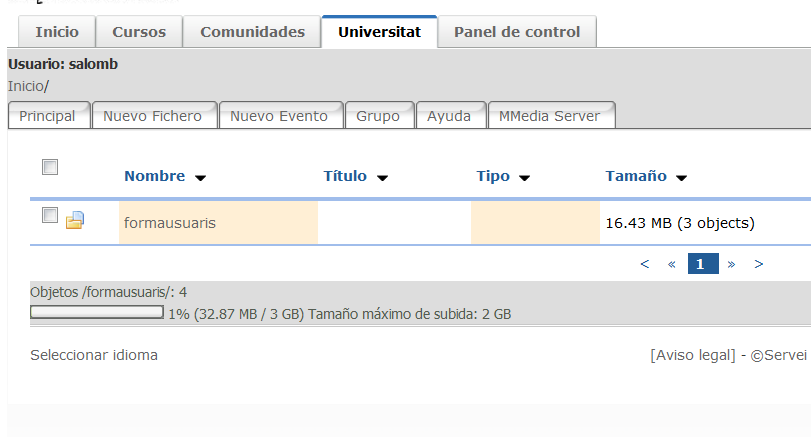 Inicio Cursos Comunidades Universitat Panel de control
Usuario: salomb
Inicio/
Principal Nuevo Fichero Nuevo Evento Grupo Ayuda MMedia Server
Nombre Título Tipo Tamaño
formausuaris 16.43 MB (3 objects)
< « 1 » >
Objetos /formausuaris/: 4
1% (32.87 MB / 3 GB) Tamaño máximo de subida: 2 GB
Seleccionar idioma [Aviso legal] - ©Servei